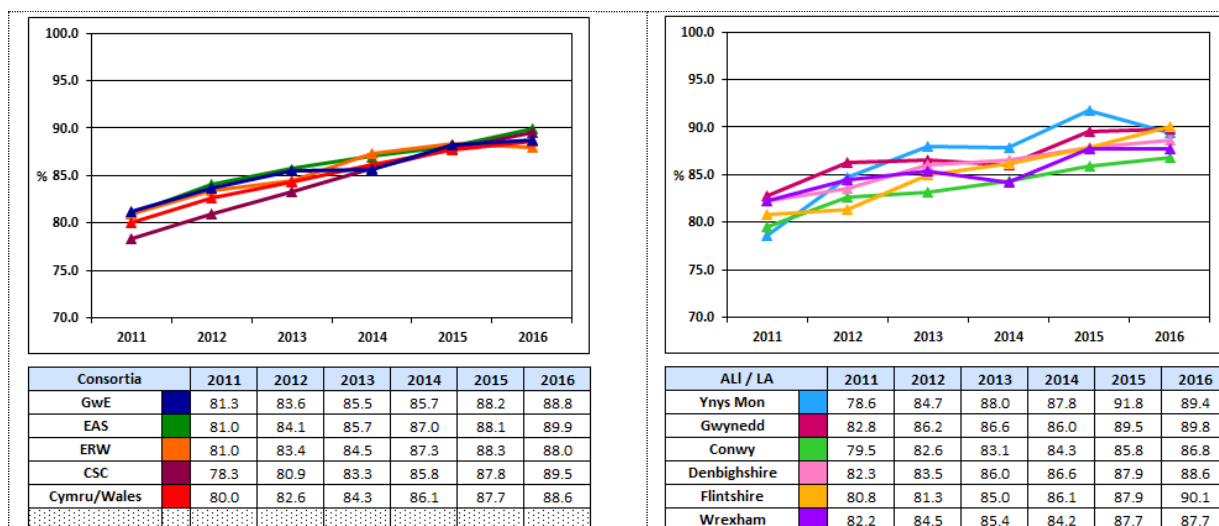 100.0
95.0
90.0
% 85.0
80.0
75.0
70.0
2011 2012 2013 2014 2015 2016
Consortia 2011 2012 2013 2014 2015 2016
GwE 81.3 83.6 85.5 85.7 88.2 88.8
EAS 81.0 84.1 85.7 87.0 88.1 89.9
ERW 81.0 83.4 84.5 87.3 88.3 88.0
CSC 78.3 80.9 83.3 85.8 87.8 89.5
Cymru/Wales 80.0 82.6 84.3 86.1 87.7 88.6
100.0
95.0
90.0
% 85.0
80.0
75.0
70.0
2011 2012 2013 2014 2015 2016
ALl / LA 2011 2012 2013 2014 2015 2016
Ynys Mon 78.6 84.7 88.0 87.8 91.8 89.4
Gwynedd 82.8 86.2 86.6 86.0 89.5 89.8
Conwy 79.5 82.6 83.1 84.3 85.8 86.8
Denbighshire 82.3 83.5 86.0 86.6 87.9 88.6
Flintshire 80.8 81.3 85.0 86.1 87.9 90.1
Wrexham 82.2 84.5 85.4 84.2 87.7 87.7